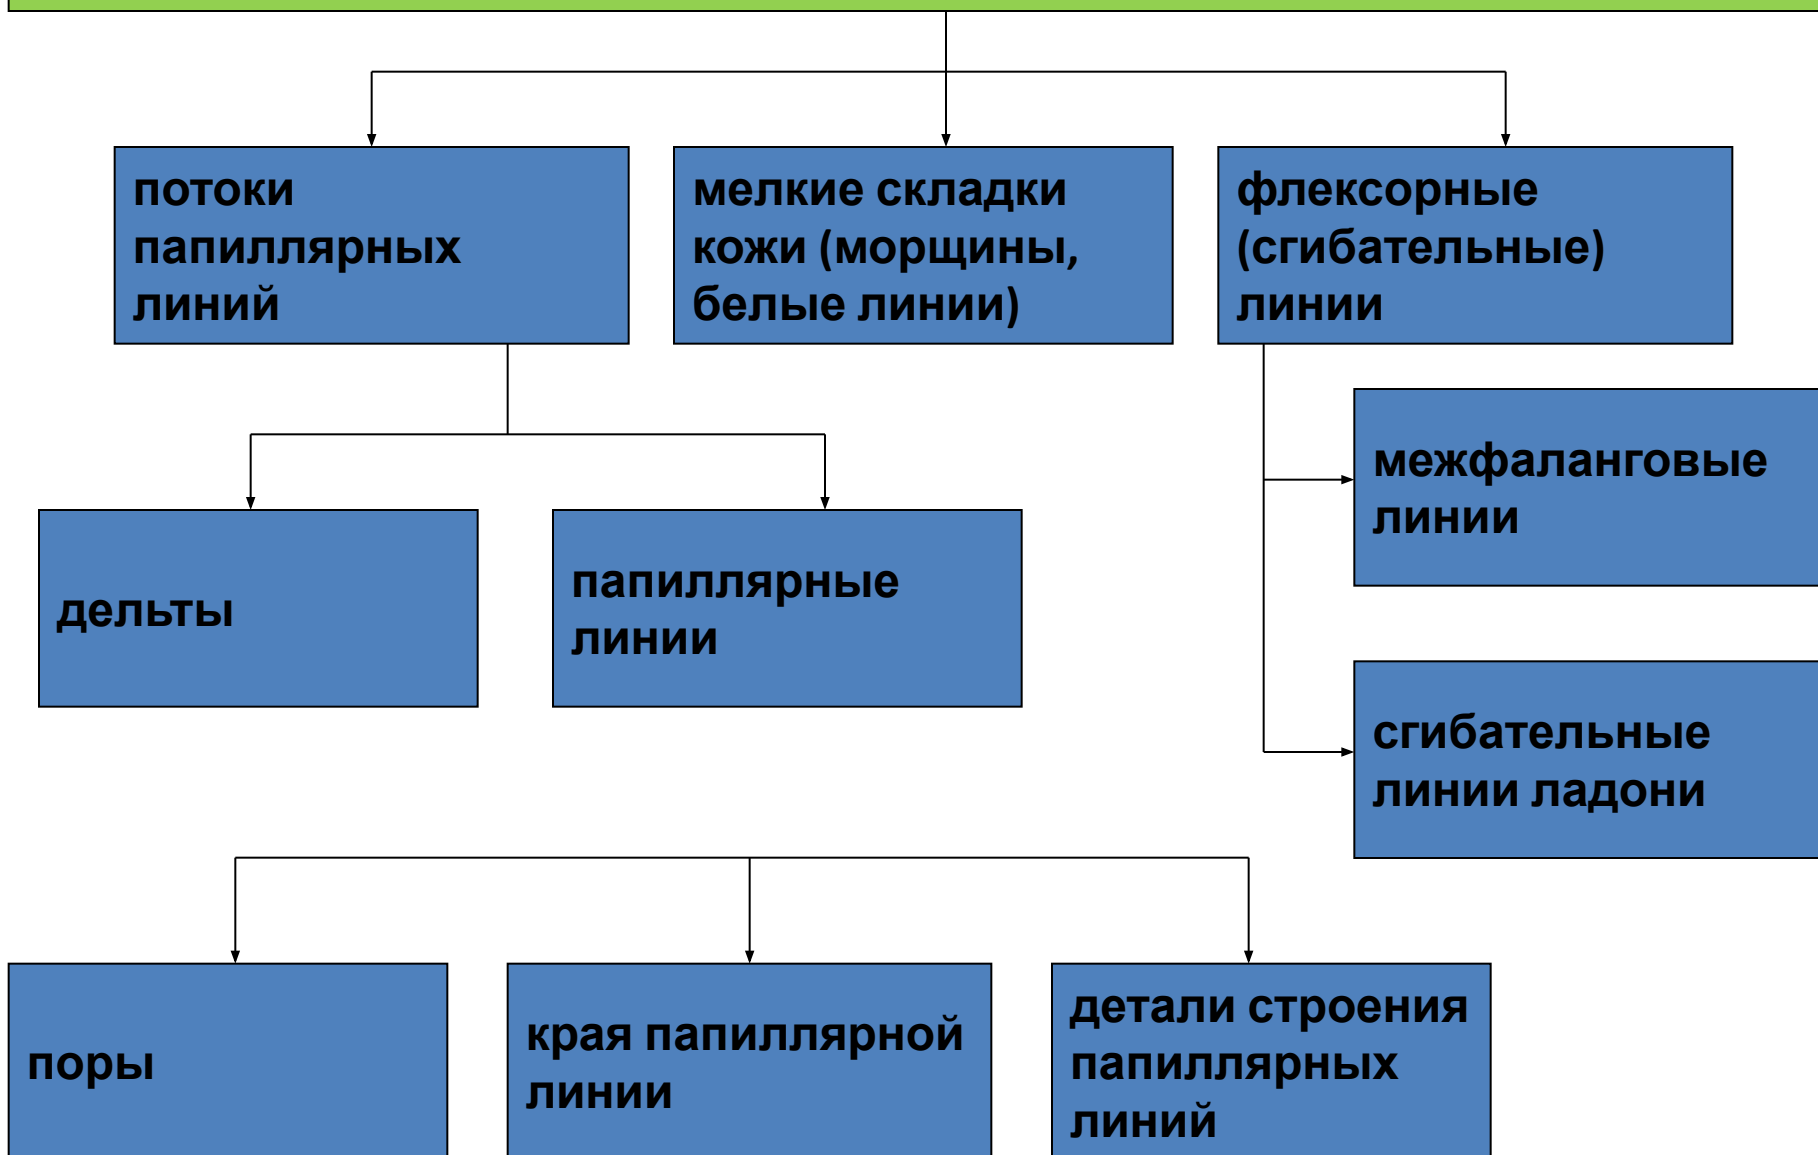 потоки
папиллярных
линий
мелкие складки
кожи (морщины,
белые линии)
флексорные
(сгибательные)
линии
межфаланговые
линии
дельты
папиллярные
линии
сгибательные
линии ладони
поры
края папиллярной
линии
детали строения
папиллярных
линий